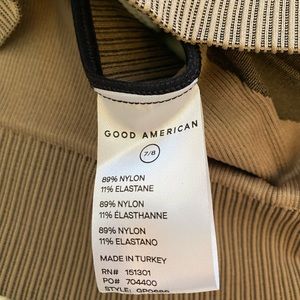 GOOD AMERICAN
7/8
89% NYLON
11% ELASTANE
89% NYLON
11% ÉLASTHANNE
89% NYLON
11% ELASTANO
MADE IN TURKEY
RN# 151301
PO# 704400
STYLE: